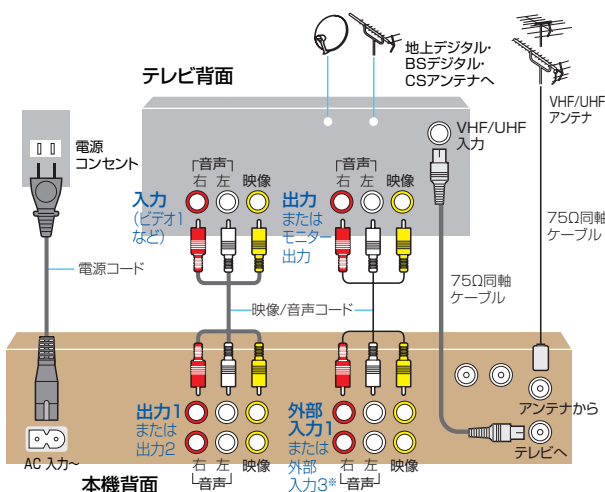 テレビ背面
地上デジタル・
BSデジタル・
CSアンテナへ
VHF/UHF
アンテナ
VHF/UHF
入力
電源
コンセント
音声
右 左 映像
入力
(ビデオ1
など)
音声
右 左 映像
出力
または
モニター
出力
75Ω同軸
ケーブル
電源コード
75Ω同軸
ケーブル
映像/音声コード
出力1
または
出力2
外部
入力1
または
外部
入力3※
アンテナから
テレビへ
AC 入力~
右 左 映像
音声
右 左 映像
音声
本機背面